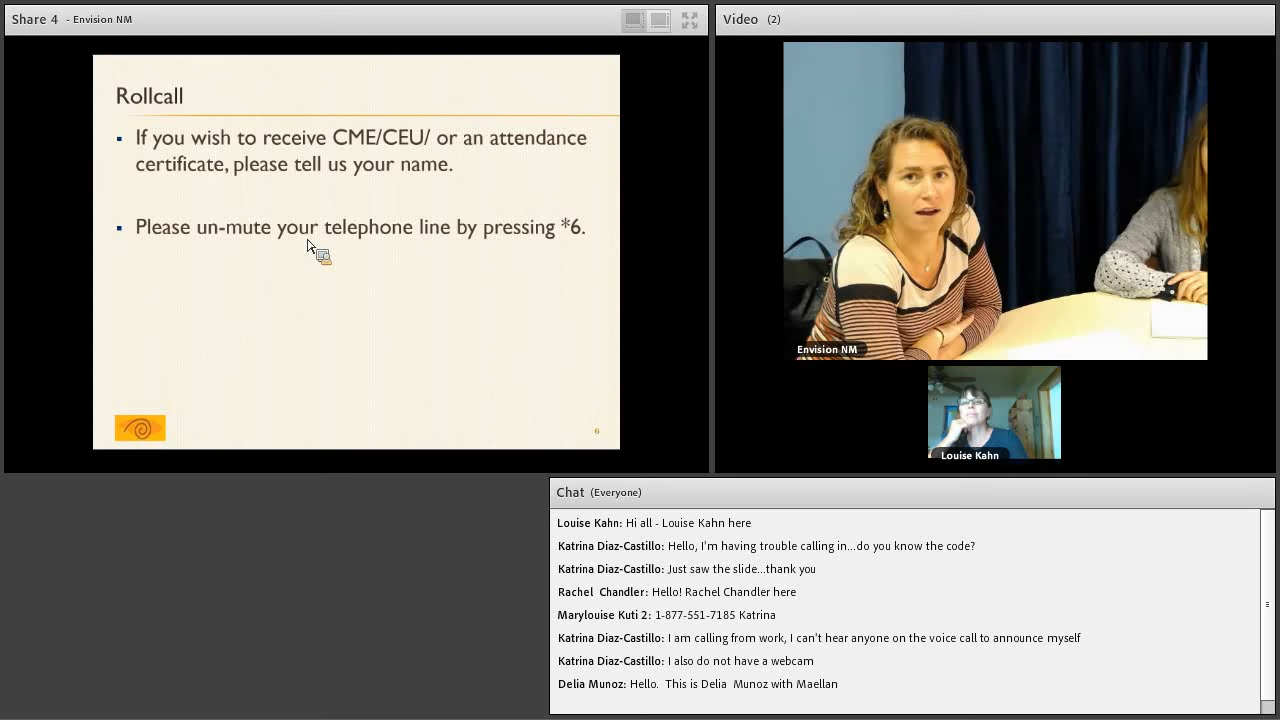 Share 4 - Envision NM
Rollcall
▪ If you wish to receive CME/CEU/ or an attendance
certificate, please tell us your name.
▪ Please un-mute your telephone line by pressing *6.
6
Video (2)
Envision NM
Louise Kahn
Chat (Everyone)
Louise Kahn: Hi all - Louise Kahn here
Katrina Diaz-Castillo: Hello, I'm having trouble calling in...do you know the code?
Katrina Diaz-Castillo: Just saw the slide...thank you
Rachel Chandler: Hello! Rachel Chandler here
Marylouise Kuti 2: 1-877-551-7185 Katrina
Katrina Diaz-Castillo: I am calling from work, I can't hear anyone on the voice call to announce myself
Katrina Diaz-Castillo: I also do not have a webcam
Delia Munoz: Hello. This is Delia Munoz with Maellan